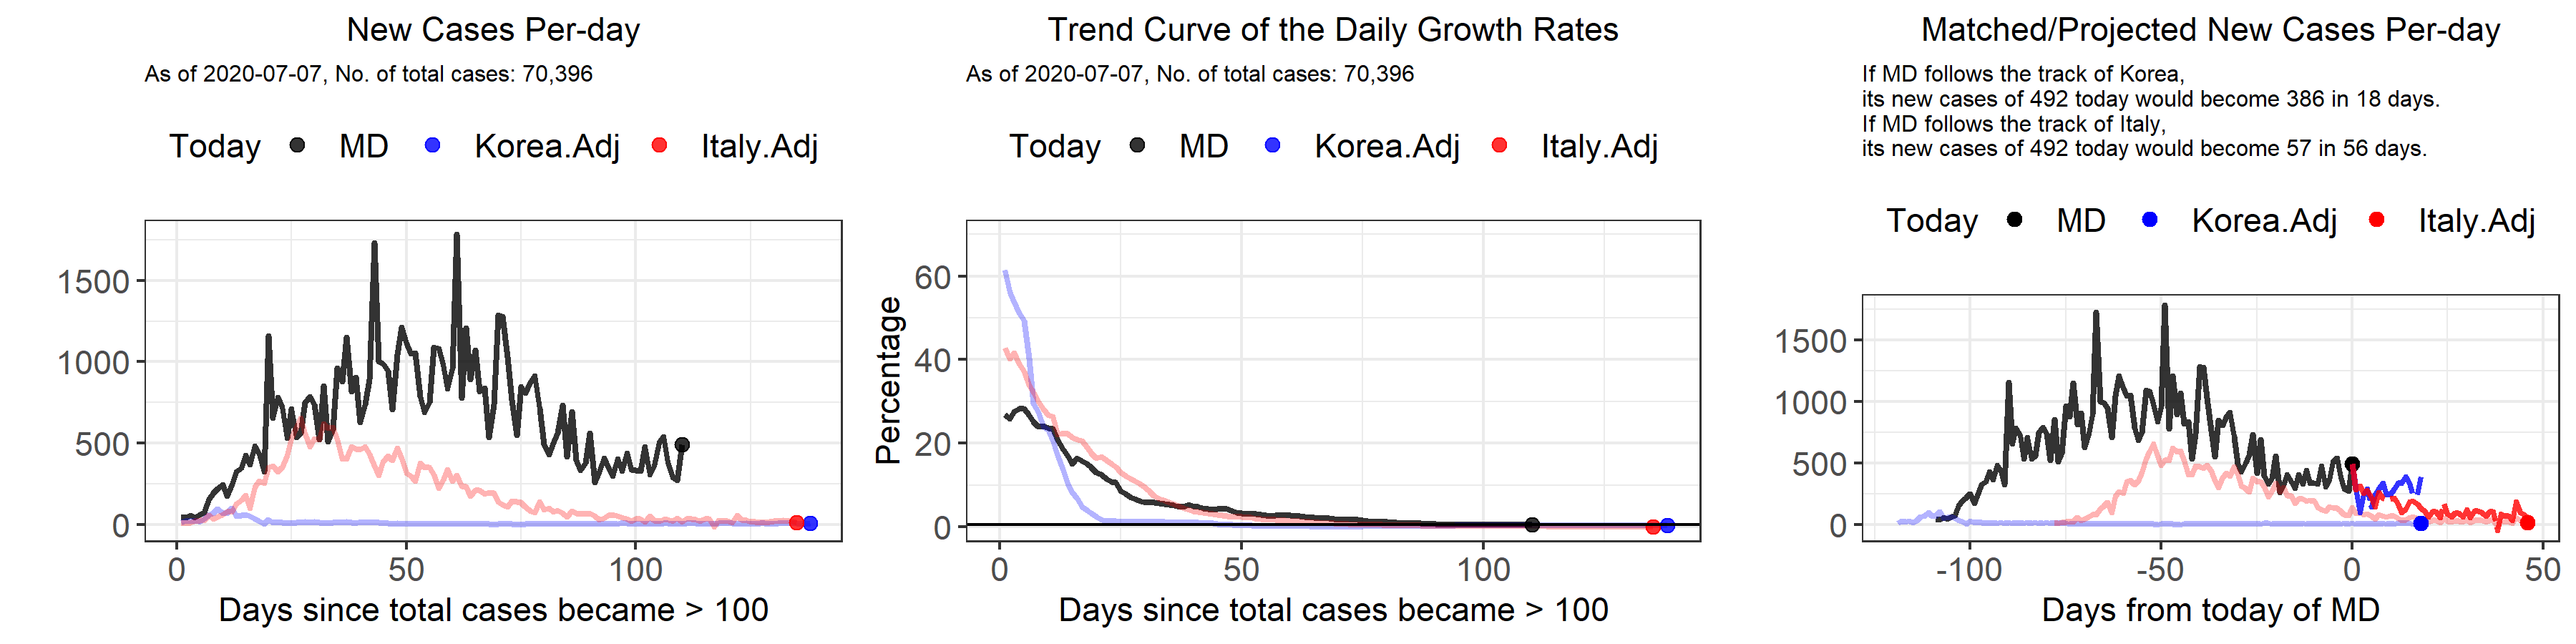 New Cases Per-day
As of 2020-07-07, No. of total cases: 70,396
Today MD Korea.Adj Italy.Adj
1500
1000
500
0
0 50 100
Days since total cases became > 100
Trend Curve of the Daily Growth Rates
As of 2020-07-07, No. of total cases: 70,396
Today MD Korea.Adj Italy.Adj
Percentage
60
40
20
0
0 50 100
Days since total cases became > 100
Matched/Projected New Cases Per-day
If MD follows the track of Korea,
its new cases of 492 today would become 386 in 18 days.
If MD follows the track of Italy,
its new cases of 492 today would become 57 in 56 days.
Today MD Korea.Adj Italy.Adj
1500
1000
500
0
-100 -50 0 50
Days from today of MD